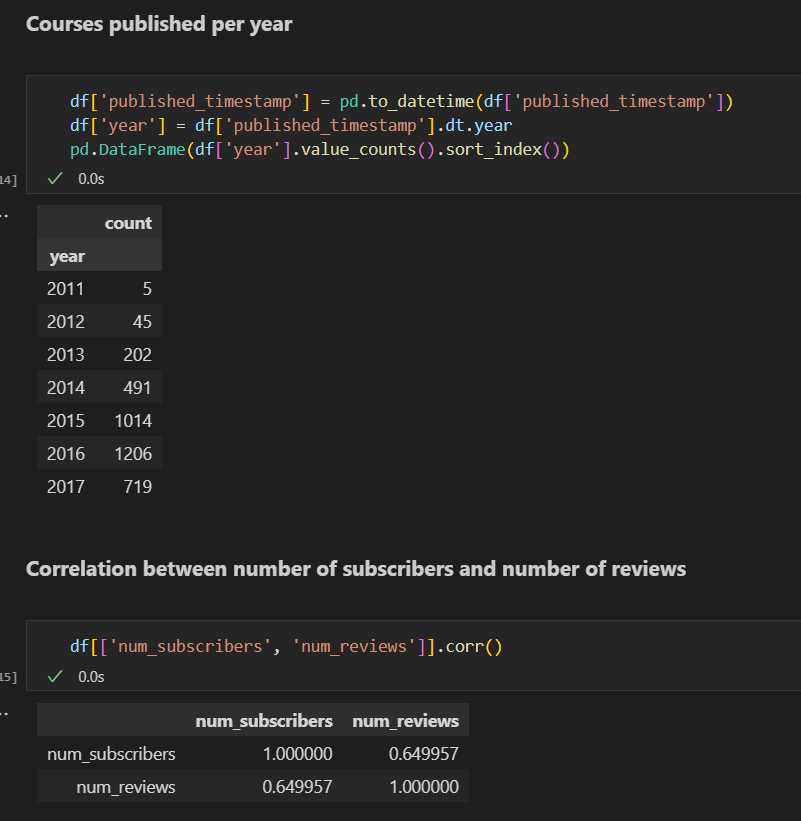 Courses published per year
df['published_timestamp'] = pd.to_datetime(df['published_timestamp'])
df['year'] = df['published_timestamp'].dt.year
pd.DataFrame(df['year'].value_counts().sort_index())
14]
0.0s
..
count
year
2011 5
2012 45
2013 202
2014 491
2015 1014
2016 1206
2017 719
Correlation between number of subscribers and number of reviews
df[['num_subscribers', 'num_reviews']].corr()
15]
0.0s
..
num_subscribers num_reviews
num_subscribers 1.000000 0.649957
num_reviews 0.649957 1.000000